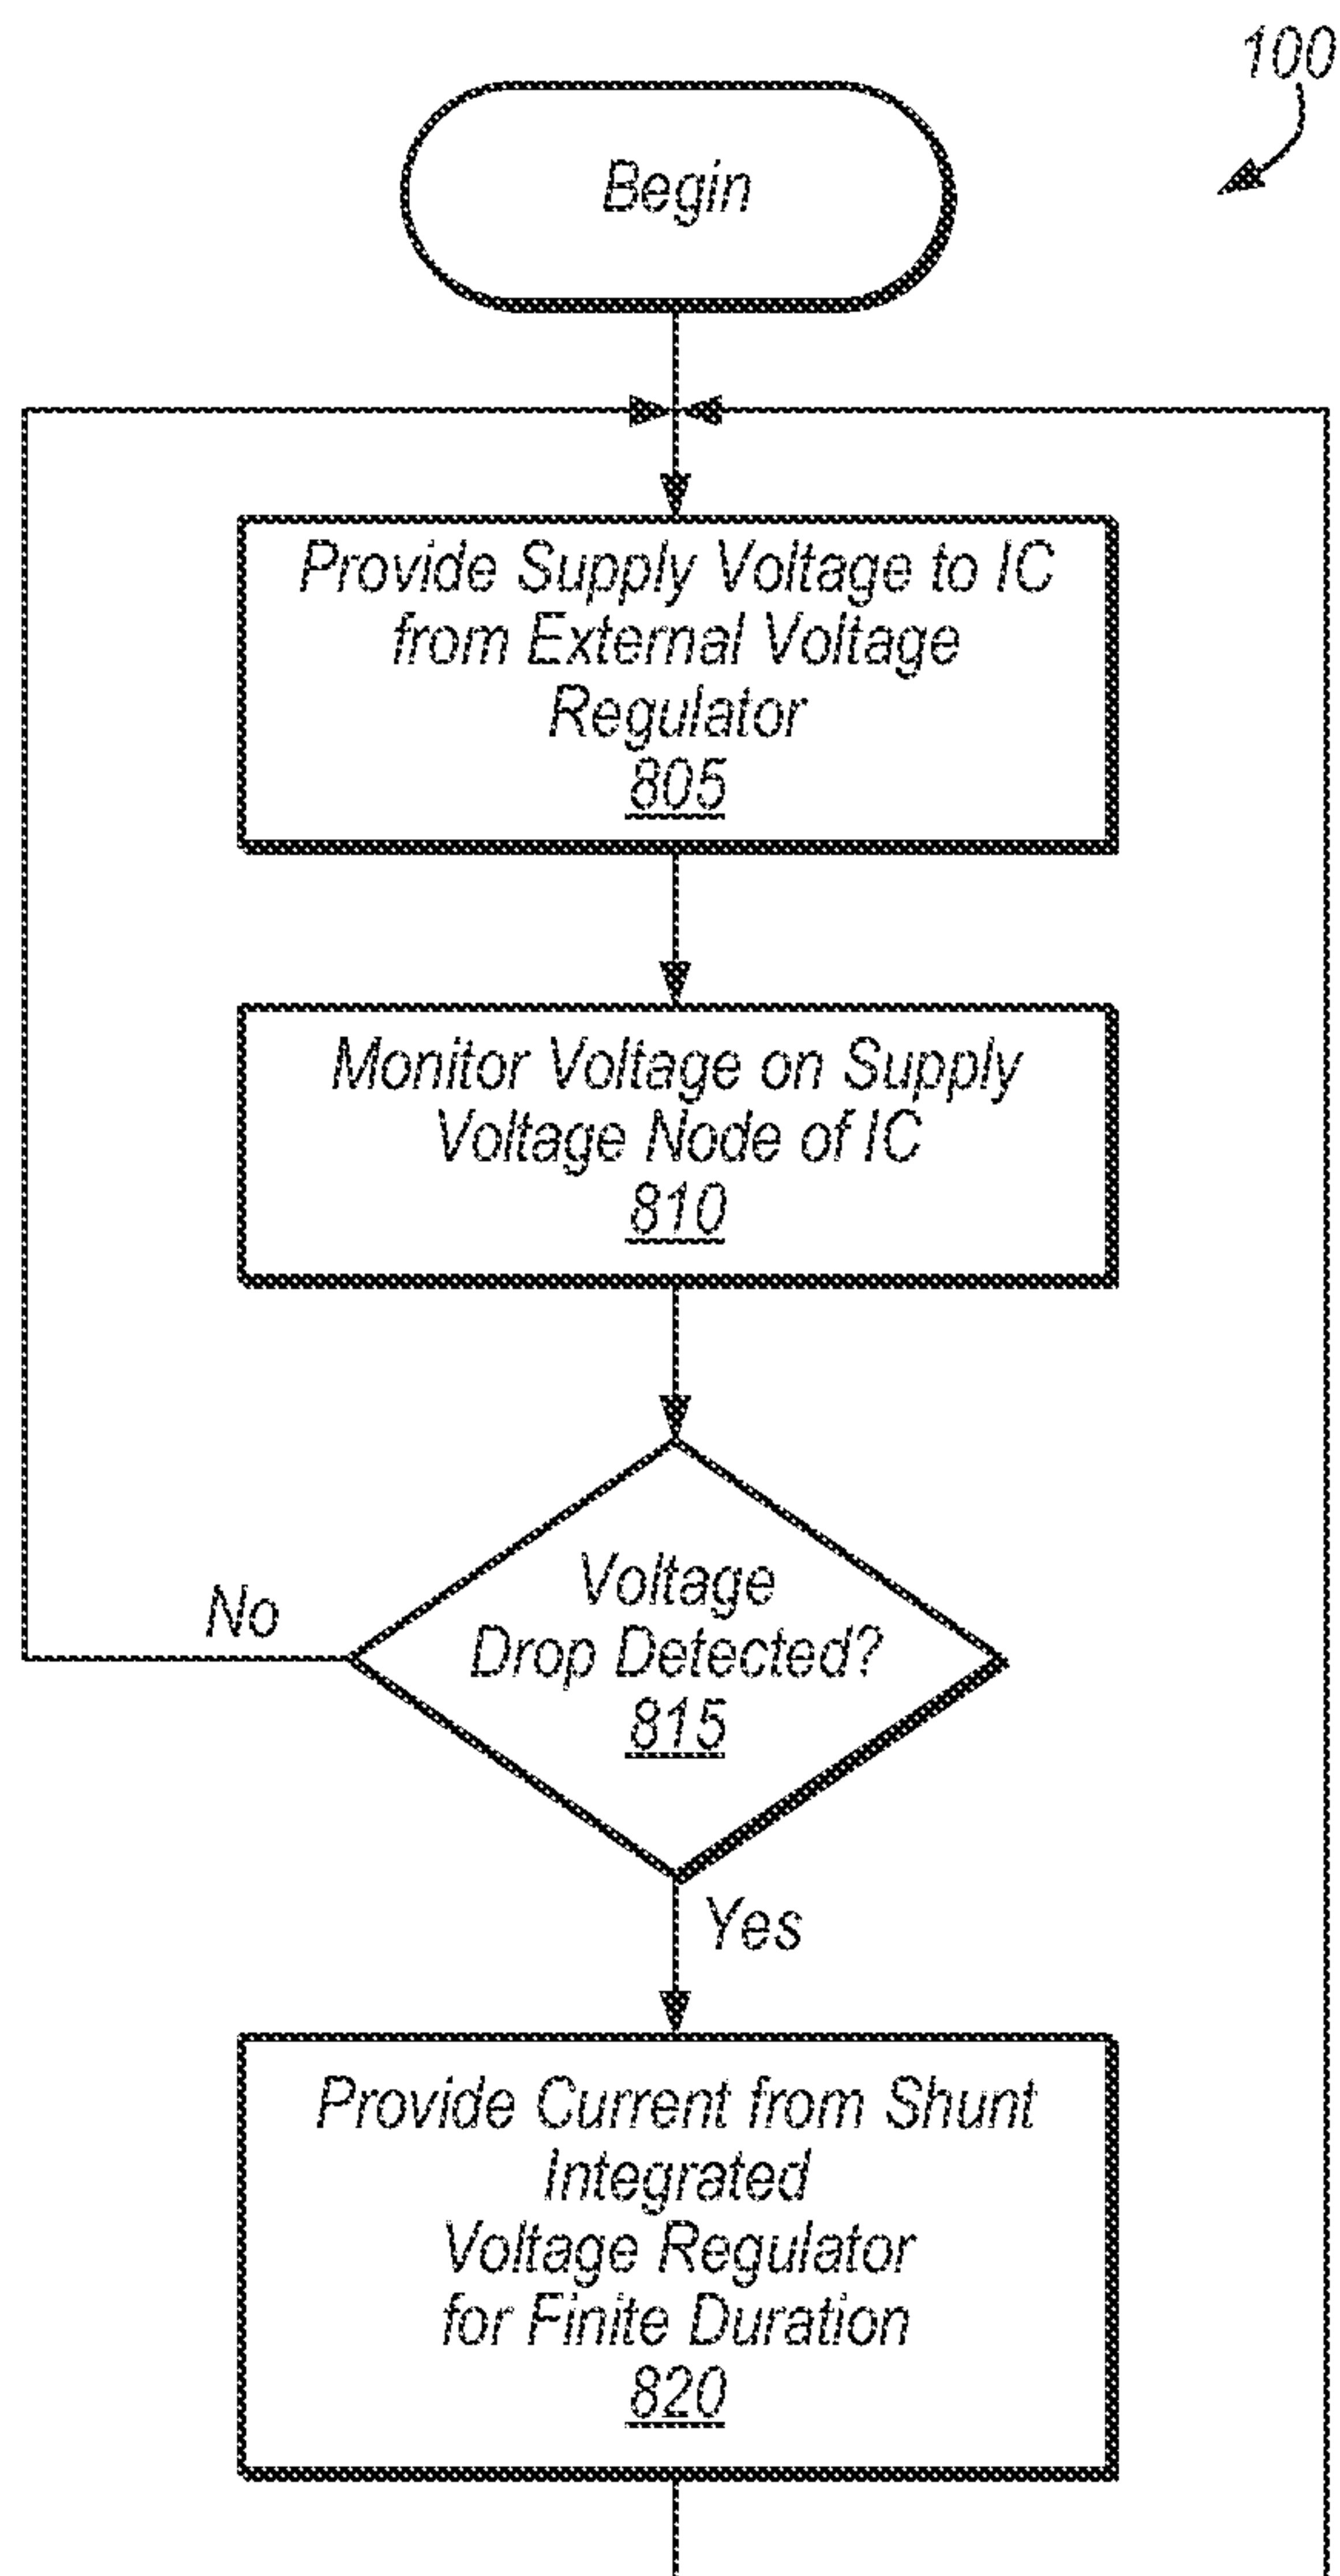 100
Begin
Provide Supply Voltage to IC
from External Voltage
Regulator
805
Monitor Voltage on Supply
Voltage Node of IC
810
Voltage
Drop Detected?
815
No
Yes
Provide Current from Shunt
Integrated
Voltage Regulator
for Finite Duration
820